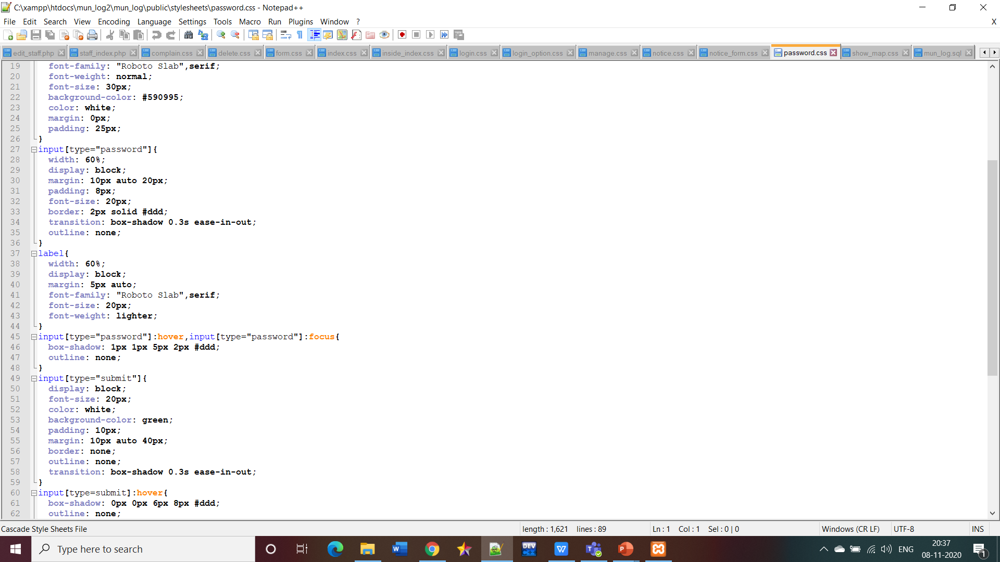 C:\xampp\htdocs\mun_log2\mun_log\public\stylesheets\password.css - Notepad++
File Edit Search View Encoding Language Settings Tools Macro Run Plugins Window ? X
edit_staff.php staff_index.php complain.css delete.css form.css index.css inside_index.css login.css login_option.css manage.css notice.css notice_form.css password.css show_map.css mun_log.sql
19 font-family: "Roboto Slab",serif;
20 font-weight: normal;
21 font-size: 30px;
22 background-color: #590995;
23 color: white;
24 margin: 0px;
25 padding: 25px;
26 }
27 input[type="password"]{
28 width: 60%;
29 display: block;
30 margin: 10px auto 20px;
31 padding: 8px;
32 font-size: 20px;
33 border: 2px solid #ddd;
34 transition: box-shadow 0.3s ease-in-out;
35 outline: none;
36 }
37 label{
38 width: 60%;
39 display: block;
40 margin: 5px auto;
41 font-family: "Roboto Slab",serif;
42 font-size: 20px;
43 font-weight: lighter;
44 }
45 input[type="password"]:hover,input[type="password"]:focus{
46 box-shadow: 1px 1px 5px 2px #ddd;
47 outline: none;
48 }
49 input[type="submit"]{
50 display: block;
51 font-size: 20px;
52 color: white;
53 background-color: green;
54 padding: 10px;
55 margin: 10px auto 40px;
56 border: none;
57 outline: none;
58 transition: box-shadow 0.3s ease-in-out;
59 }
60 input[type=submit]:hover{
61 box-shadow: 0px 0px 6px 8px #ddd;
62 outline: none;
Cascade Style Sheets File length : 1,621 lines : 89 Ln : 1 Col : 1 Sel : 0 | 0 Windows (CR LF) UTF-8 INS
Type here to search DEV C++ ENG 20:37
08-11-2020 1